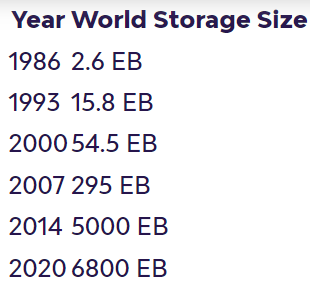 Year World Storage Size
1986 2.6 EB
1993 15.8 EB
2000 54.5 EB
2007 295 EB
2014 5000 EB
2020 6800 EB